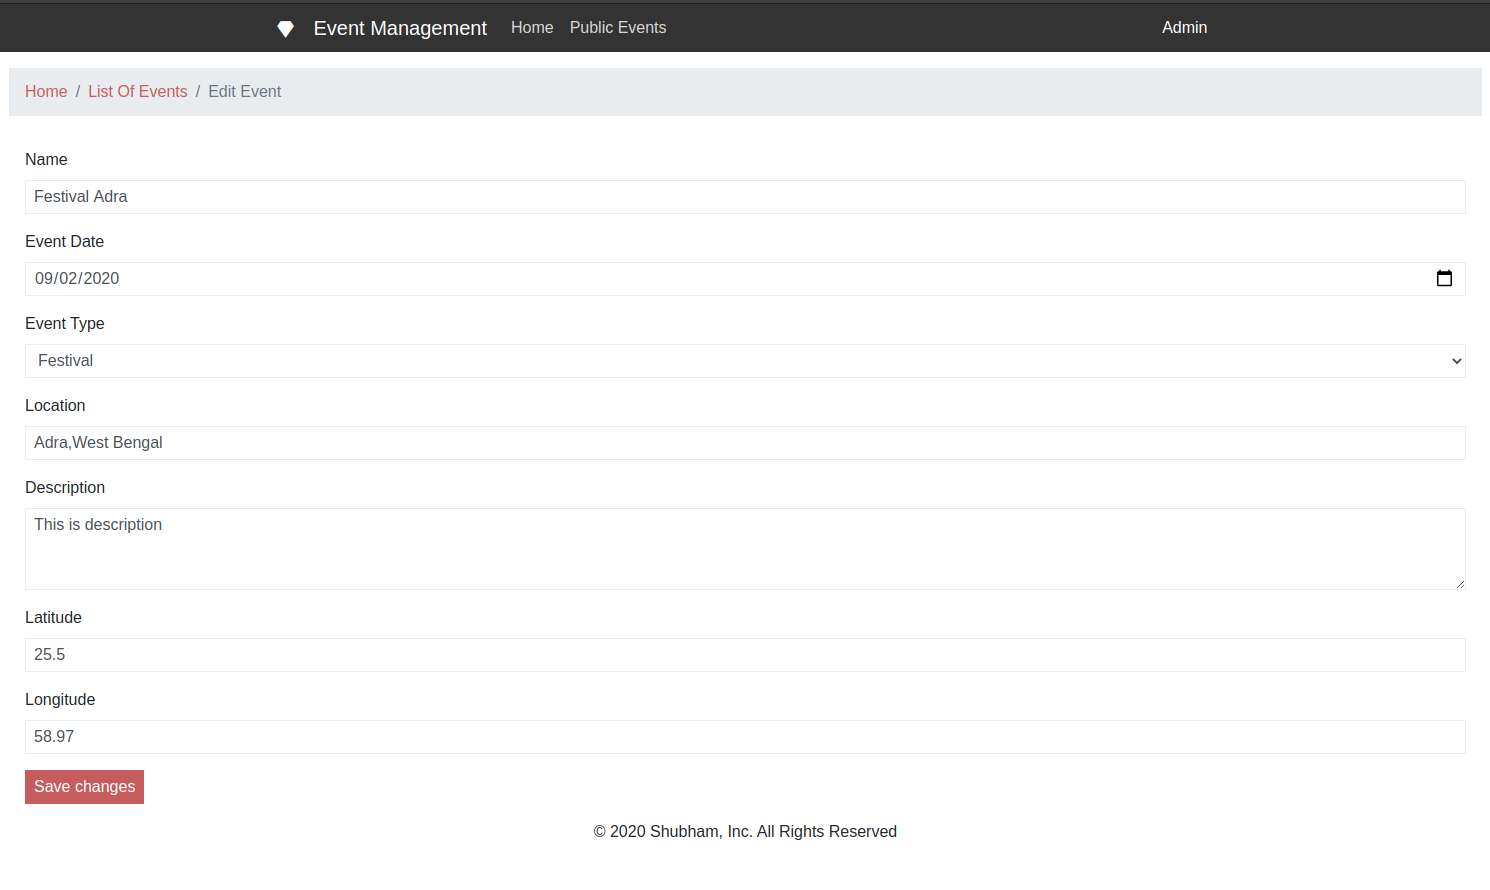 Event Management Home Public Events Admin
Home / List Of Events / Edit Event
Name
Festival Adra
Event Date
09/02/2020
Event Type
Festival
Location
Adra,West Bengal
Description
This is description
Latitude
25.5
Longitude
58.97
Save changes
© 2020 Shubham, Inc. All Rights Reserved